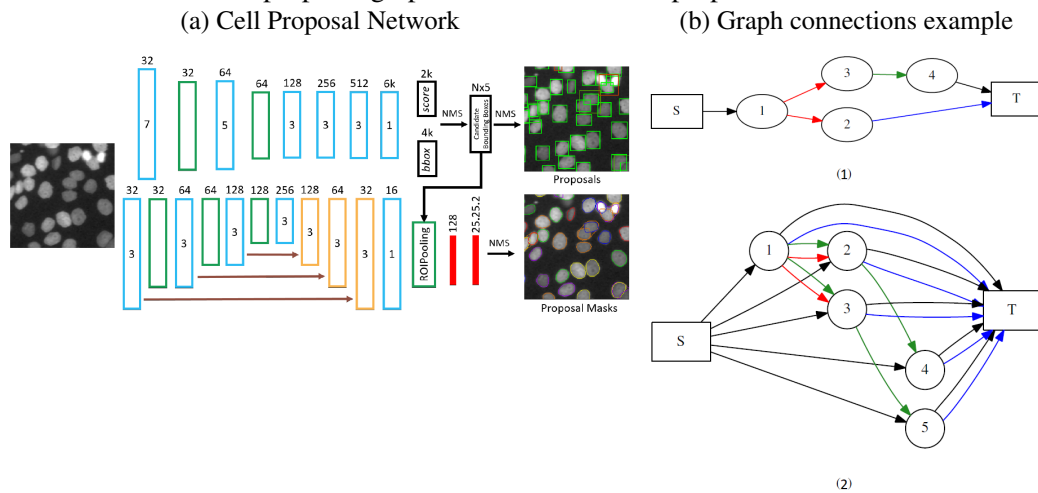 (a) Cell Proposal Network
(b) Graph connections example
32
32
64
64
128
256
512
6k
7
5
3
3
3
1
2k
score
4k
bbox
NMS
Nx5
Candidate
Bounding Boxes
NMS
Proposals
32
32
64
64
128
128
256
128
64
32
16
3
3
3
3
3
3
3
1
ROIPooling
128
25.25.2
NMS
Proposal Masks
S
1
3
4
2
T
(1)
S
1
2
3
4
5
T
(2)